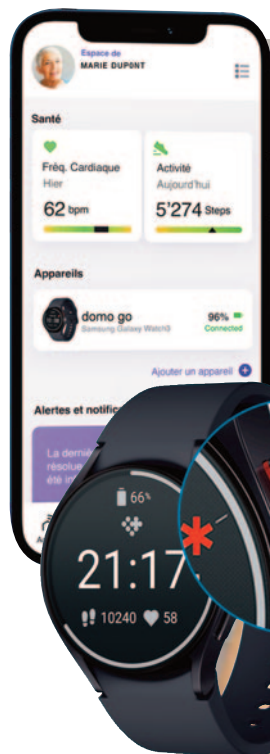 Espace de
MARIE DUPONT
Santé
Fréq. Cardiaque
Hier
62 bpm
Activité
Aujourd'hui
5'274 Steps
Appareils
domo go
Samsung Galaxy Watch3
96%
Connected
Ajouter un appareil
Alertes et notific
La derniè
résolue
été in
66%
21:17
10240 58